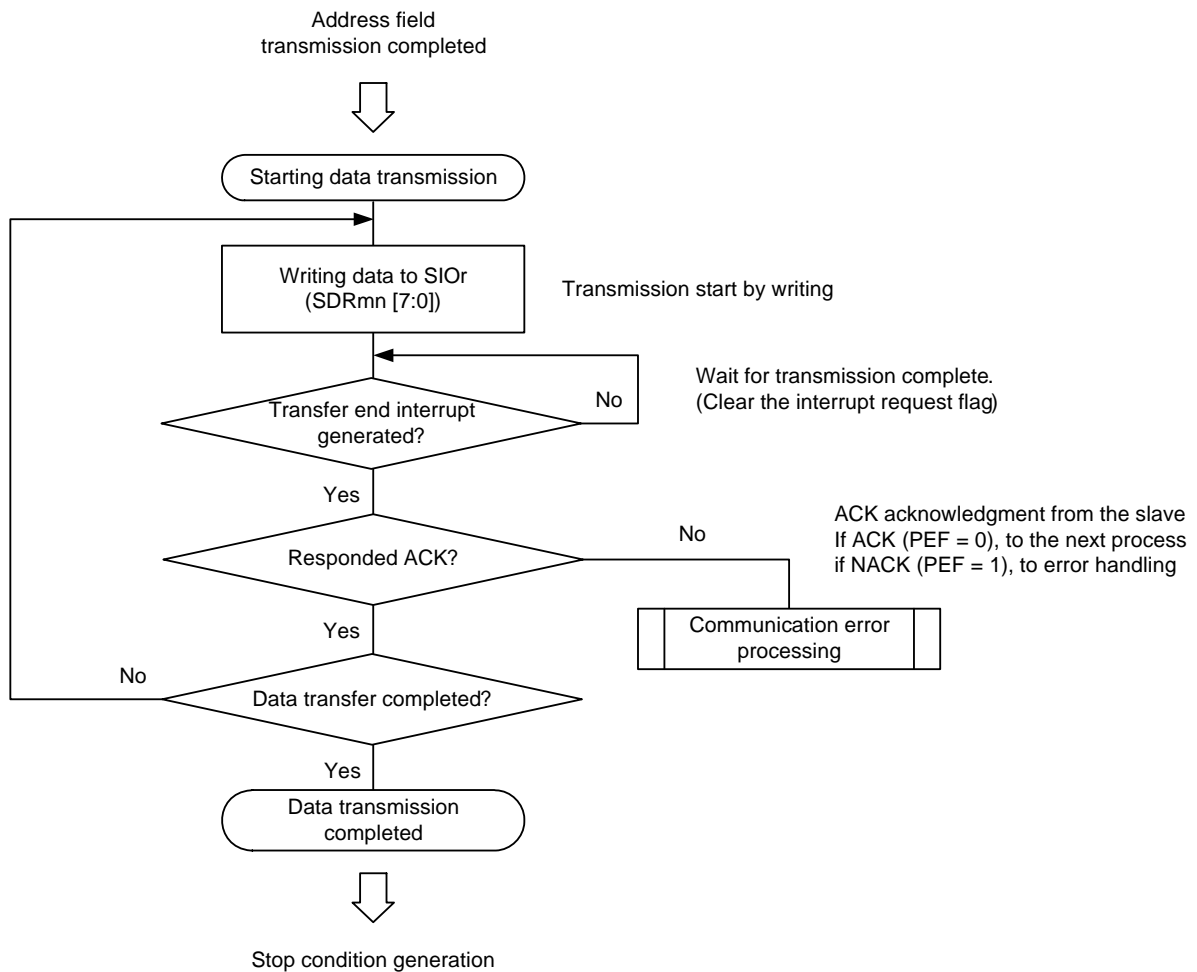 Address field
transmission completed
Starting data transmission
Writing data to SIOr
(SDRmn [7:0])
Transmission start by writing
Transfer end interrupt
generated?
No
Wait for transmission complete.
(Clear the interrupt request flag)
Yes
Responded ACK?
No
ACK acknowledgment from the slave
If ACK (PEF = 0), to the next process
if NACK (PEF = 1), to error handling
Communication error
processing
Yes
No
Data transfer completed?
Yes
Data transmission
completed
Stop condition generation